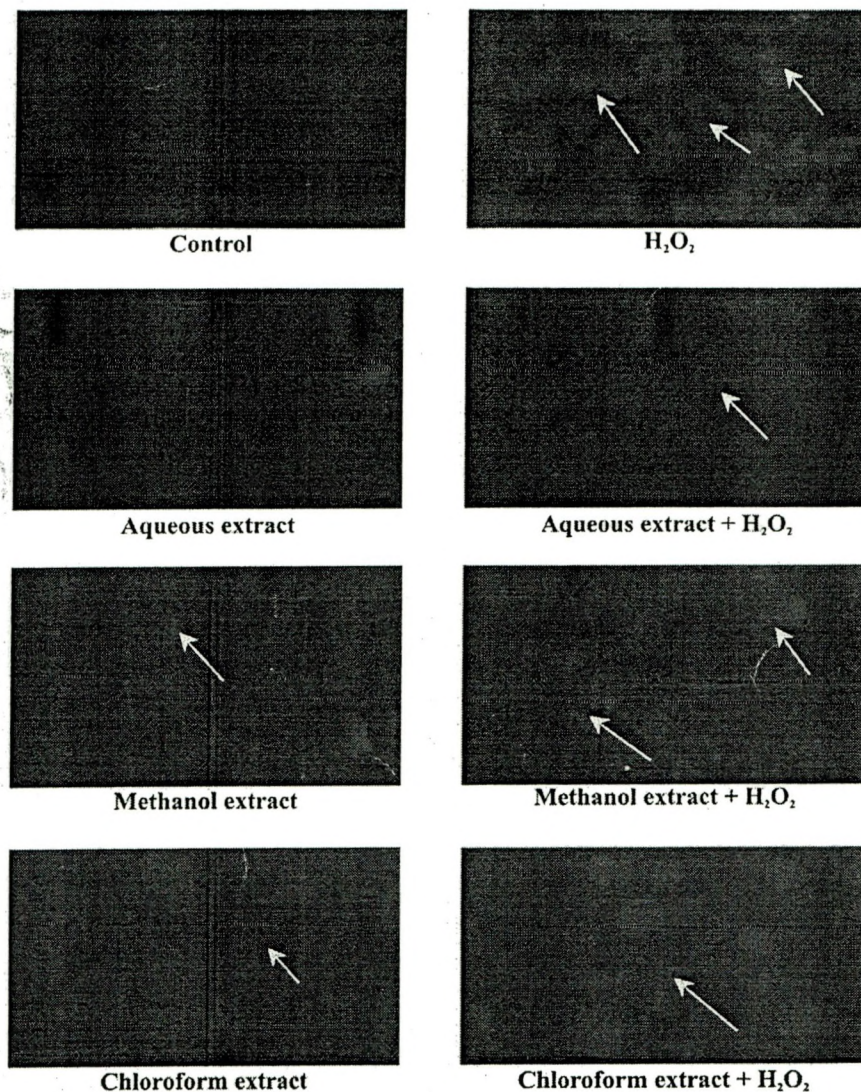 Control
H₂O₂
Aqueous extract
Aqueous extract + H₂O₂
Methanol extract
Methanol extract + H₂O₂
Chloroform extract
Chloroform extract + H₂O₂